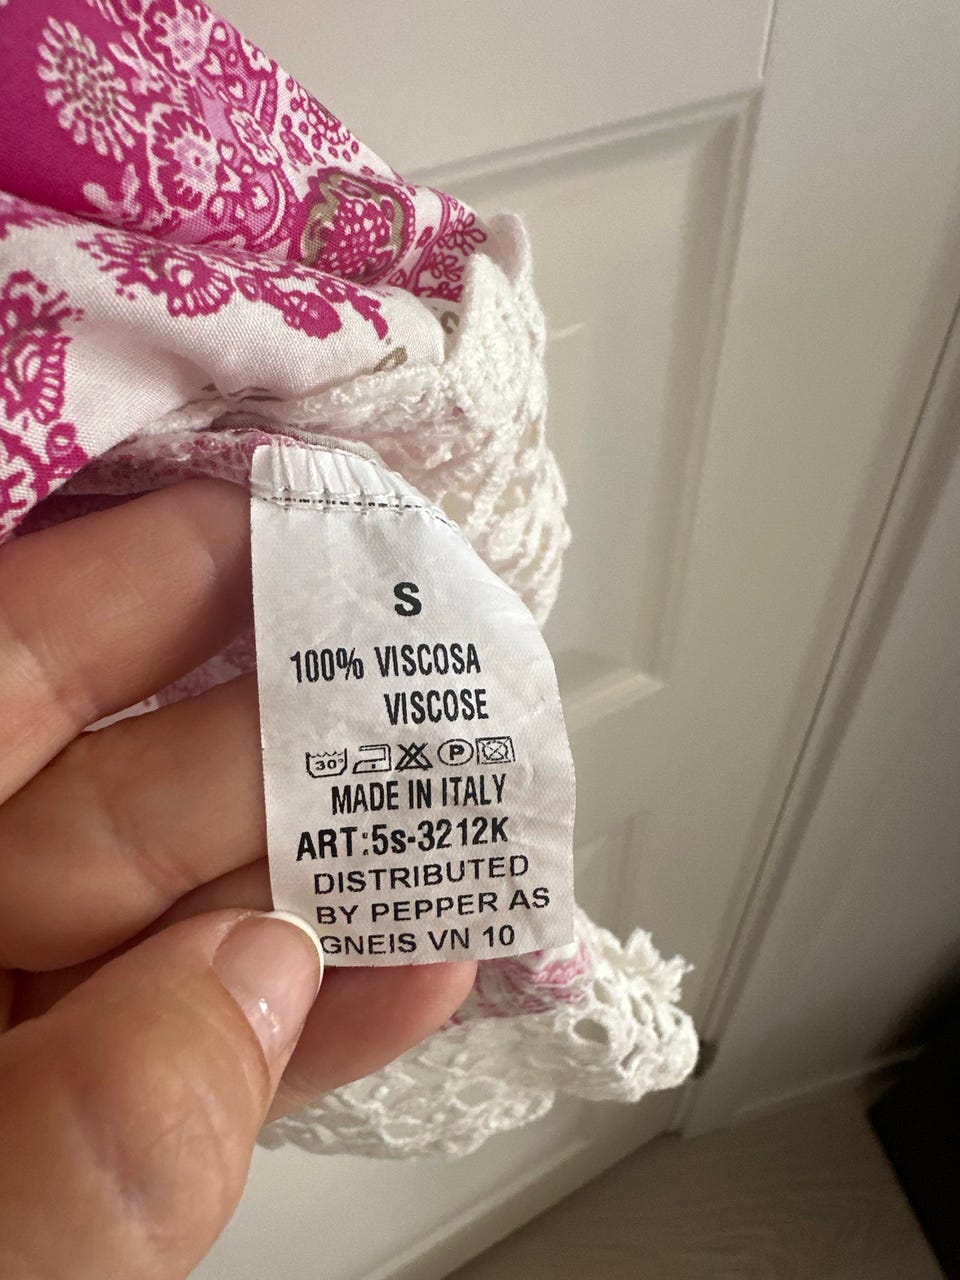 S
100% VISCOSA
VISCOSE
30°
P
MADE IN ITALY
ART:5s-3212K
DISTRIBUTED
BY PEPPER AS
GNEIS VN 10